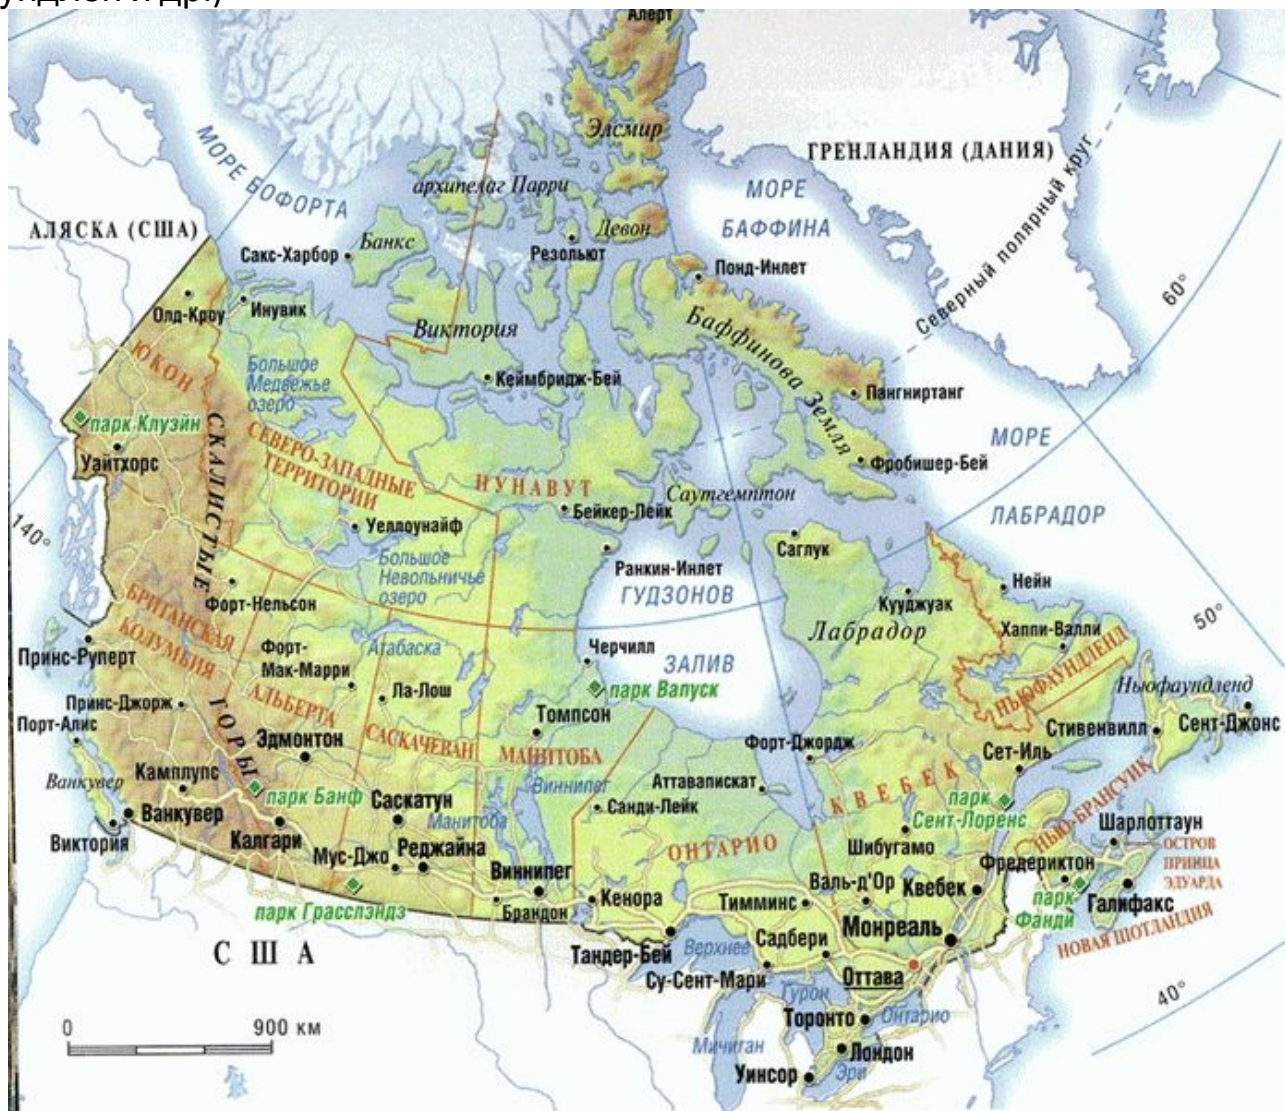 Алерт
Элсмир
ГРЕНЛАНДИЯ (ДАНИЯ)
Северный полярный круг
МОРЕ БОФОРТА
архипелаг Парри
МОРЕ
БАФФИНА
АЛЯСКА (США)
Девон
Банкс
Сакс-Харбор
Резольют
Понд-Инлет
60°
Олд-Кроу
Инувик
Виктория
Баффинова Земля
ЮКОН
Большое
Медвежье
озеро
Кеймбридж-Бей
Пангниртанг
парк Клуэйн
СКАЛИСТЫЕ
СЕВЕРО-ЗАПАДНЫЕ
ТЕРРИТОРИИ
МОРЕ
ЛАБРАДОР
Уайтхорс
НУНАВУТ
Фробишер-Бей
Саутгемптон
Бейкер-Лейк
140°
Уеллоунайф
Саглук
Большое
Невольничье
озеро
Ранкин-Инлет
ГУДЗОНОВ
ЗАЛИВ
Нейн
Кууджуак
БРИТАНСКАЯ
КОЛУМБИЯ
Форт-Нельсон
50°
Лабрадор
Хаппи-Валли
Принс-Руперт
Форт-
Мак-Марри
Атабаска
Черчилл
НЬЮФАУНДЛЕНД
парк Вапуск
Ньюфаундленд
Принс-Джорж
ГОРЫ
АЛЬБЕРТА
Ла-Лош
Порт-Алис
Томпсон
Стивенвилл
Сент-Джонс
Эдмонтон
САСКАЧЕВАН
МАНИТОБА
Форт-Джордж
Сет-Иль
Ванкувер
Камплупс
Виннипег
Аттавапискат
КВЕБЕК
парк
Сент-Лоренс
парк Банф
Саскатун
Санди-Лейк
НЬЮ-БРАНСУИК
Ванкувер
Манитоба
Шарлоттаун
Виктория
Калгари
ОНТАРИО
Шибугамо
ОСТРОВ
ПРИНЦА
ЭДУАРДА
Мус-Джо
Реджайна
Фредериктон
Виннипег
Валь-д'Ор
Квебек
парк
Фанди
Галифакс
парк Грасслэндз
Брандон
Кенора
Тимминс
НОВАЯ ШОТЛАНДИЯ
США
Монреаль
Тандер-Бей
Верхнее
Садбери
Су-Сент-Мари
Оттава
40°
Гурон
0
900 км
Торонто
Онтарио
Мичиган
Лондон
Уинсор
Эри